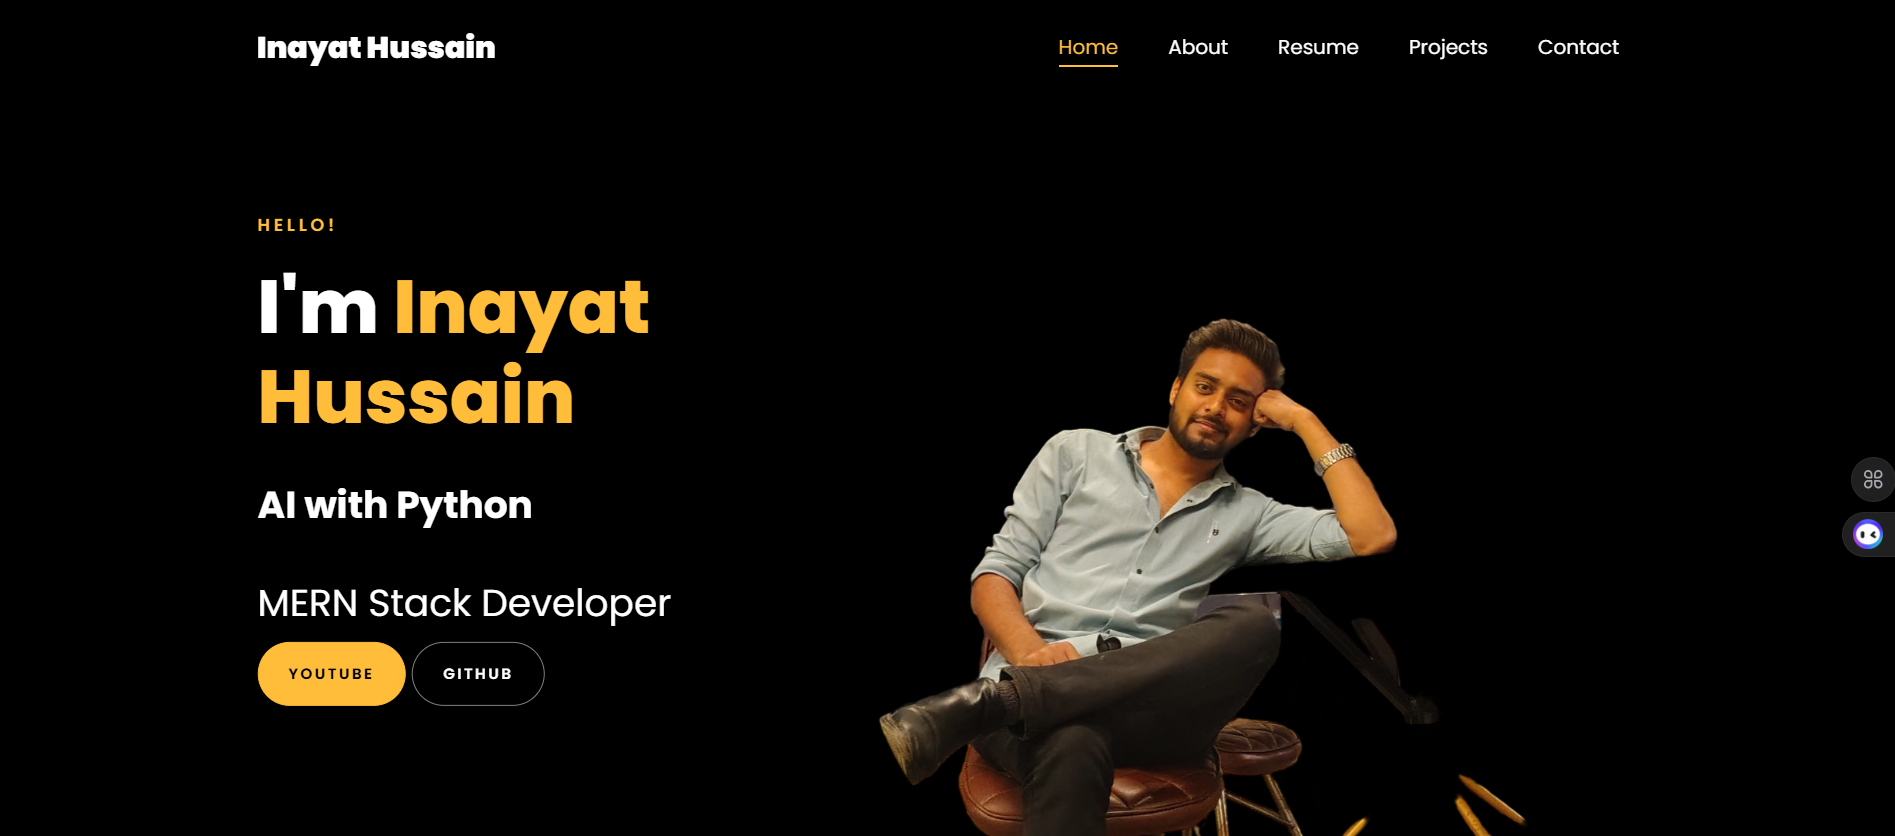 Inayat Hussain
Home About Resume Projects Contact
HELLO!
I'm Inayat
Hussain
AI with Python
MERN Stack Developer
YOUTUBE GITHUB